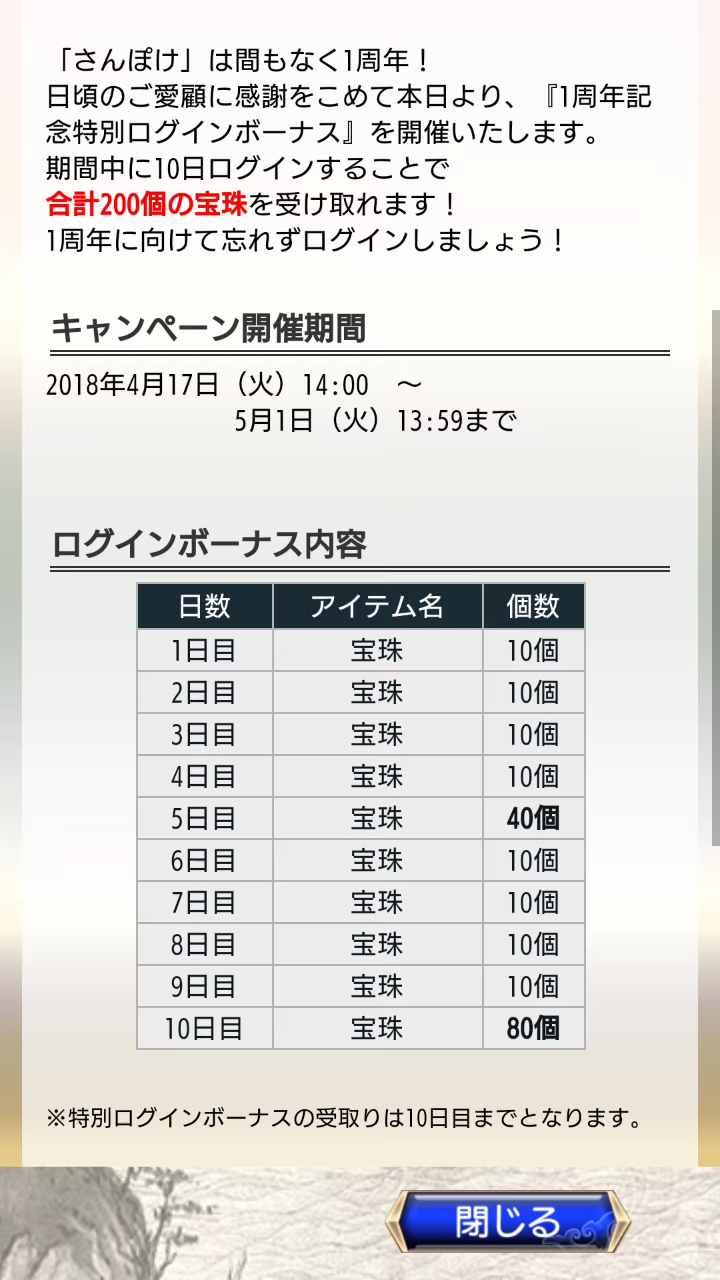 「さんぽけ」は間もなく1周年！
日頃のご愛顧に感謝をこめて本日より、『1周年記
念特別ログインボーナス』を開催いたします。
期間中に10日ログインすることで
合計200個の宝珠を受け取れます！
1周年に向けて忘れずログインしましょう！
キャンペーン開催期間
2018年4月17日（火）14:00　～
5月1日（火）13:59まで
ログインボーナス内容
日数 アイテム名 個数
1日目 宝珠 10個
2日目 宝珠 10個
3日目 宝珠 10個
4日目 宝珠 10個
5日目 宝珠 40個
6日目 宝珠 10個
7日目 宝珠 10個
8日目 宝珠 10個
9日目 宝珠 10個
10日目 宝珠 80個
※特別ログインボーナスの受取りは10日目までとなります。
閉じる